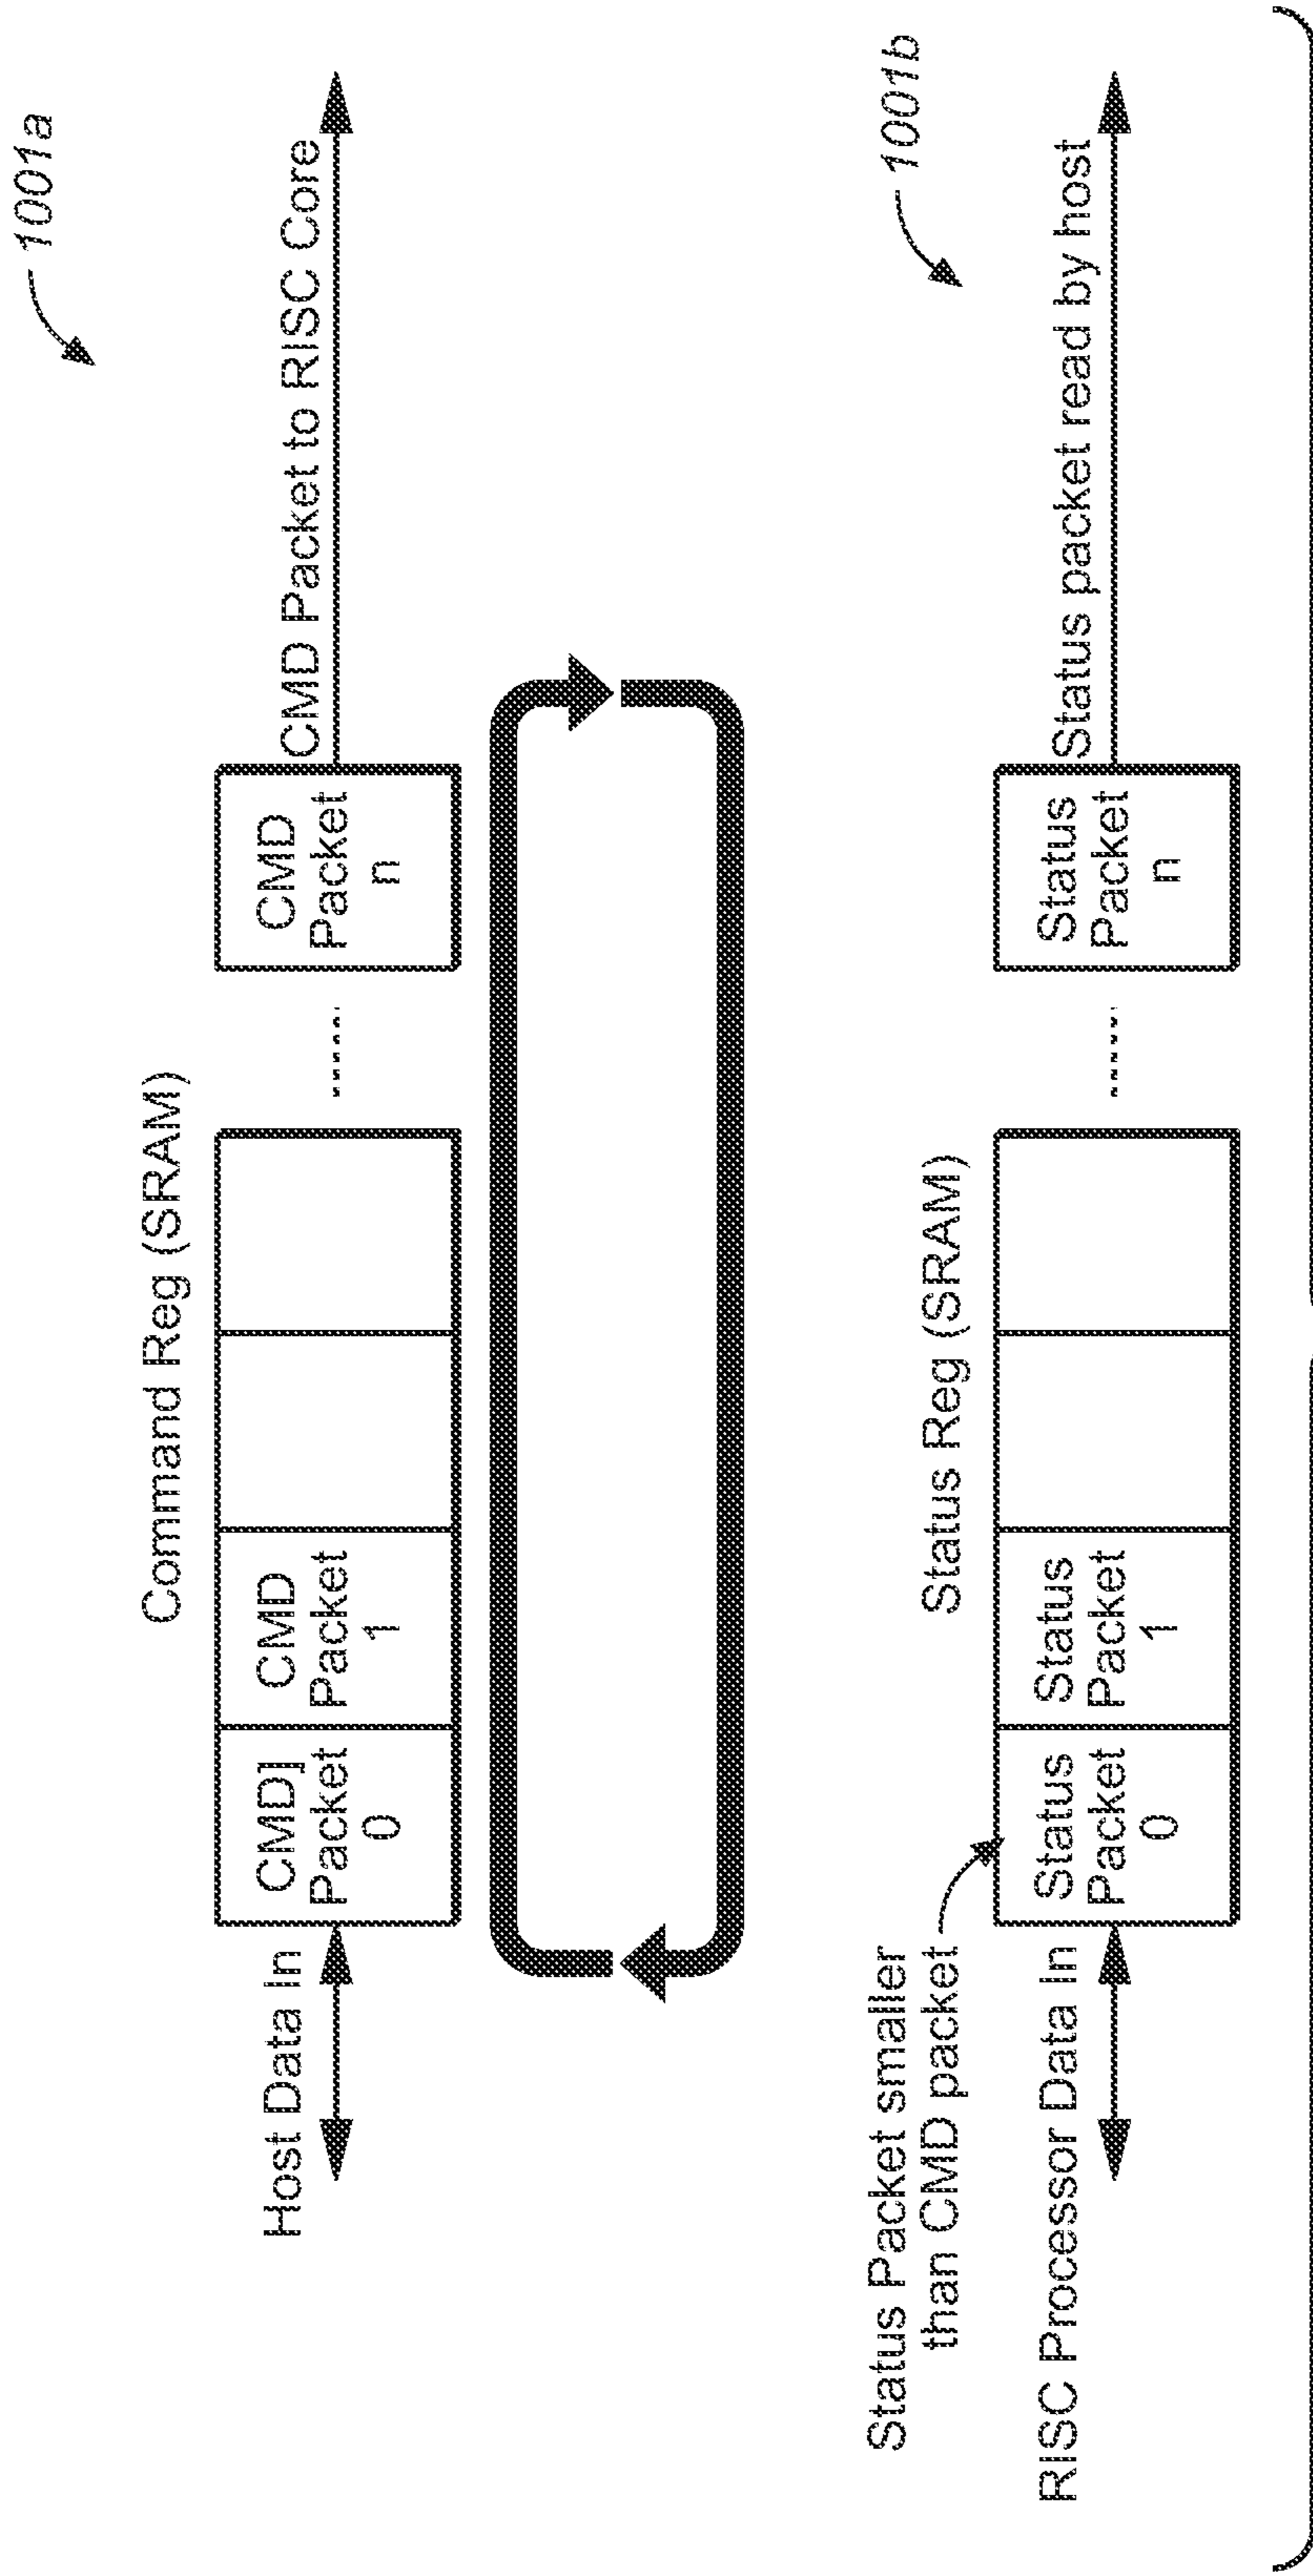 1001a
Command Reg (SRAM)
Host Data In
CMD]
Packet
0
CMD
Packet
1
......
CMD
Packet
n
CMD Packet to RISC Core
1001b
Status Packet smaller
than CMD packet
Status Reg (SRAM)
RISC Processor Data In
Status
Packet
0
Status
Packet
1
......
Status
Packet
n
Status packet read by host